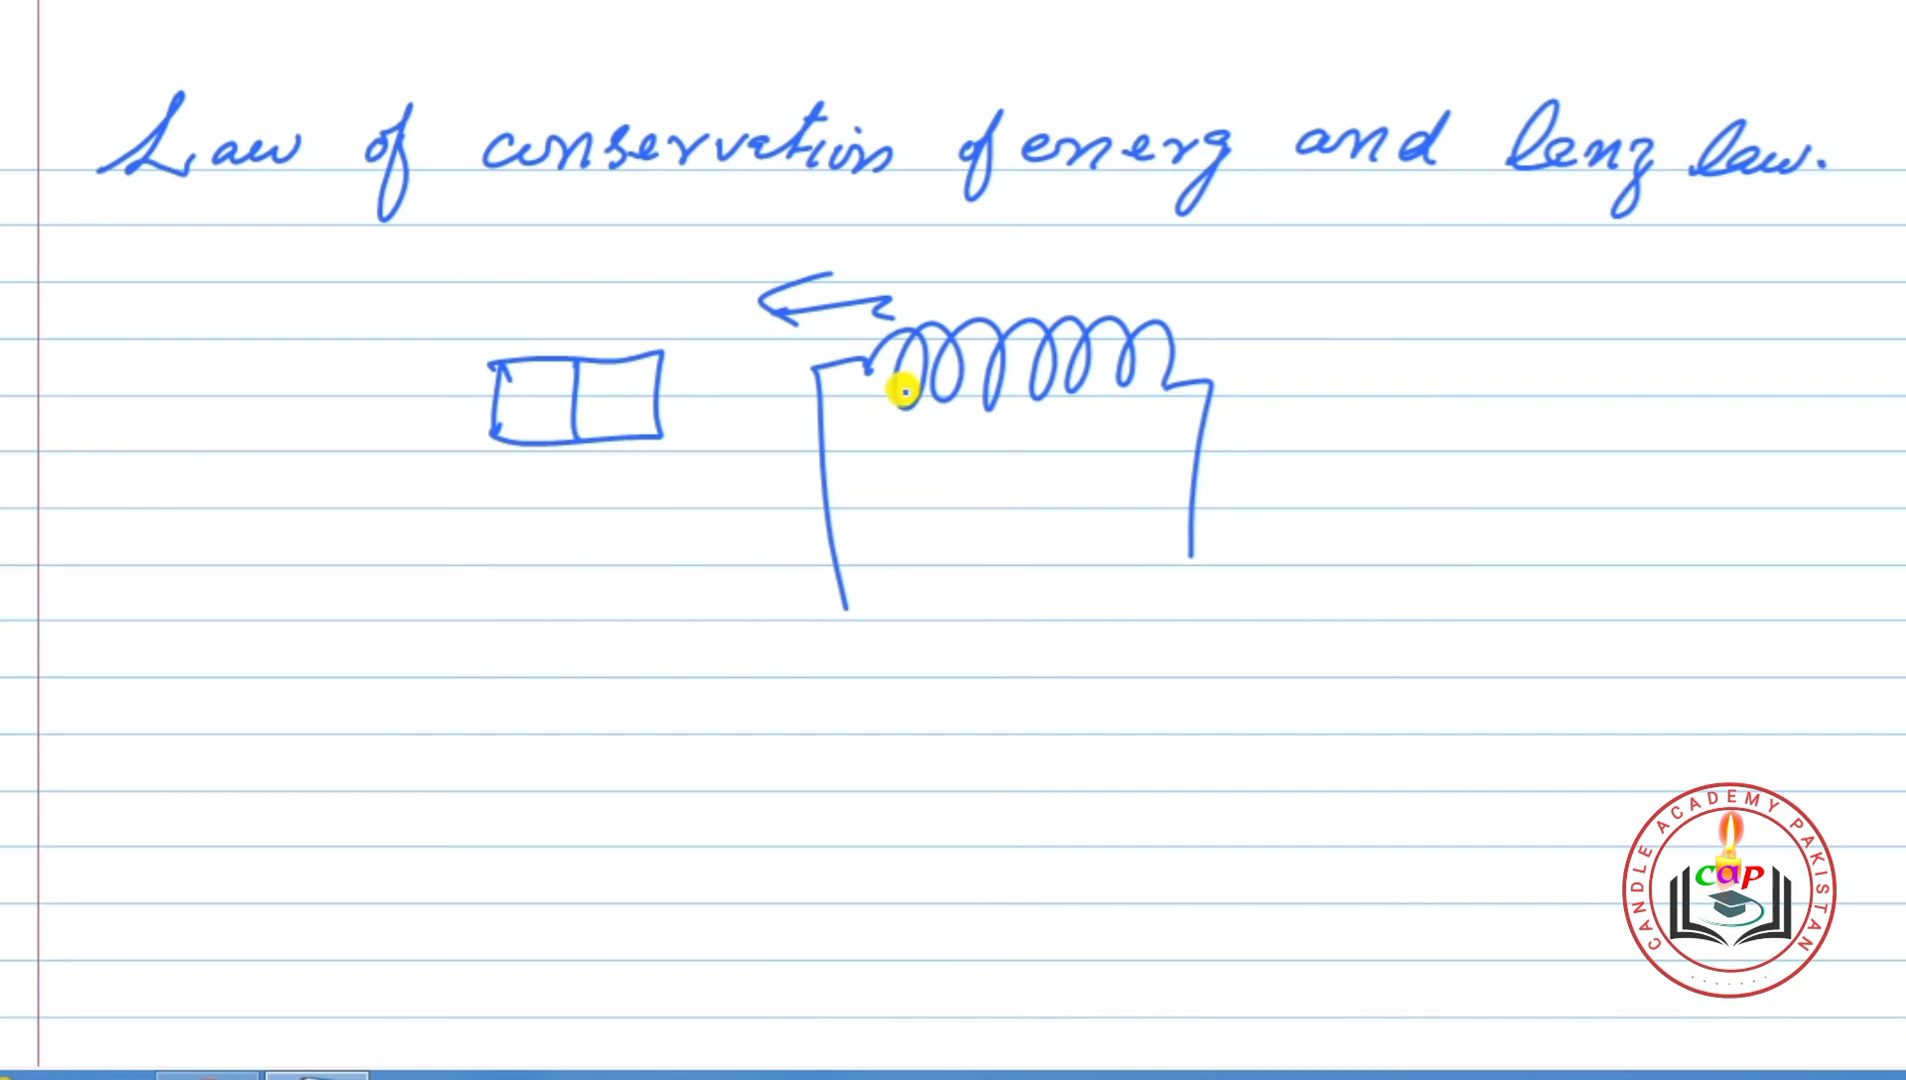 Law of conservation of energ and lenz law.
CANDLE ACADEMY PAKISTAN
cap